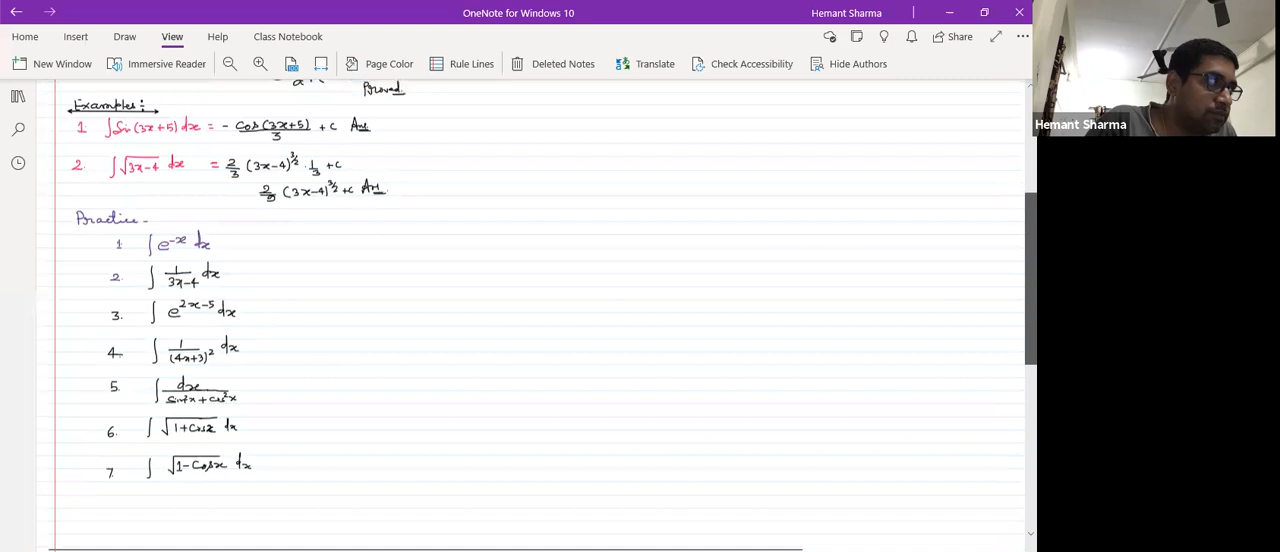 OneNote for Windows 10
Hemant Sharma
Home Insert Draw View Help Class Notebook
Share
New Window Immersive Reader Page Color Rule Lines Deleted Notes Translate Check Accessibility Hide Authors
Proved
Hemant Sharma
Examples:
1 ∫Sin(3x+5) dx = - cos(3x+5)/3 + c Ans
2. ∫√3x-4 dx = 2/3 (3x-4)^3/2 · 1/3 + c
2/9 (3x-4)^3/2 + c Ans
Practice -
1. ∫ e^-x dx
2. ∫ 1/3x-4 dx
3. ∫ e^2x-5 dx
4. ∫ 1/(4x+3)^2 dx
5. ∫ dx/sin²x + cos²x
6. ∫ √1+cosx dx
7. ∫ √1-cosx dx